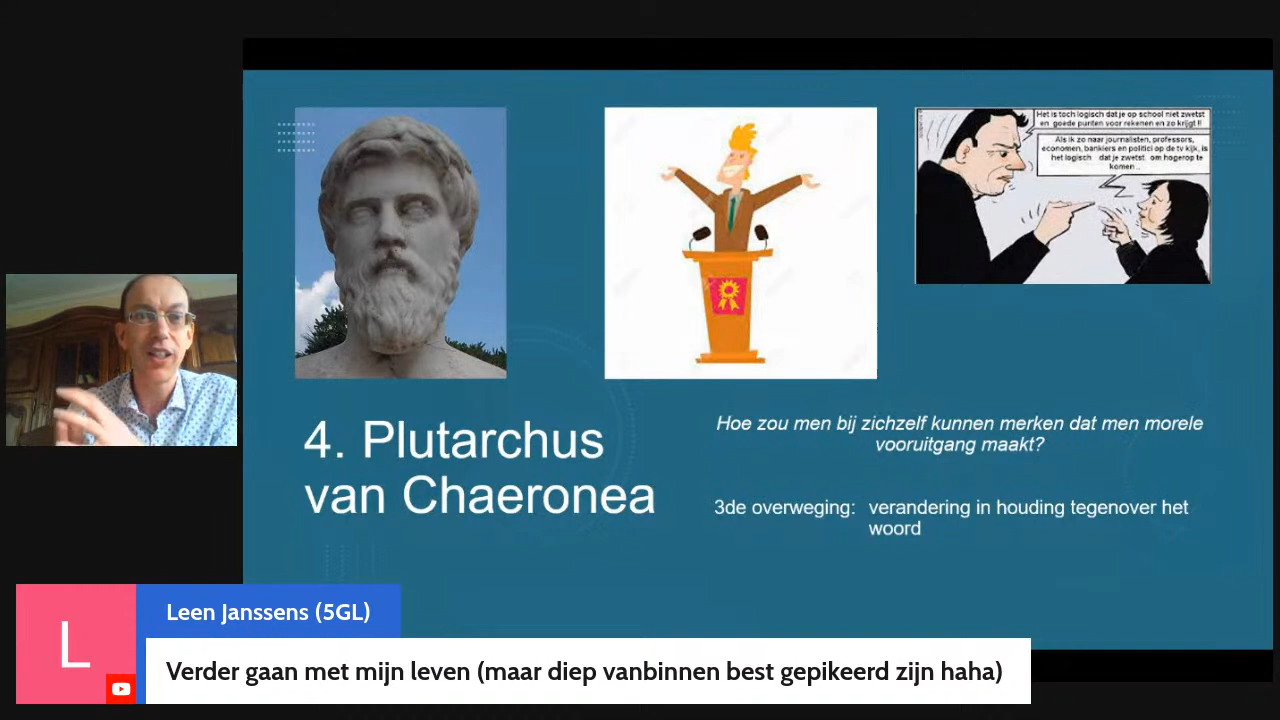 Het is toch logisch dat je op school niet zwetst
en goede punten voor rekenen en zo krijgt !!
Als ik zo naar journalisten, professors,
economen, bankiers en politici op de tv kijk, is
het logisch dat je zwetst om hogerop te
komen...
4. Plutarchus
van Chaeronea
Hoe zou men bij zichzelf kunnen merken dat men morele
vooruitgang maakt?
3de overweging: verandering in houding tegenover het
woord
L
Leen Janssens (5GL)
Verder gaan met mijn leven (maar diep vanbinnen best gepikeerd zijn haha)